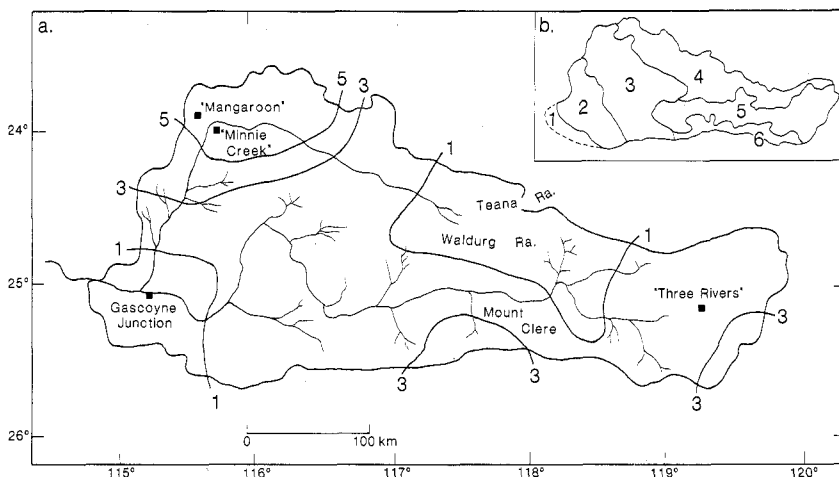 a.
b.
5
3
"Mangaroon"
5
"Minnie
Creek"
4
3
2
1
5
6
24°
3
1
Teana Ra.
Waldurg Ra.
1
1
25°
Gascoyne
Junction
"Three Rivers"
Mount
Clere
3
3
3
1
3
26°
0
100 km
115°
116°
117°
118°
119°
120°